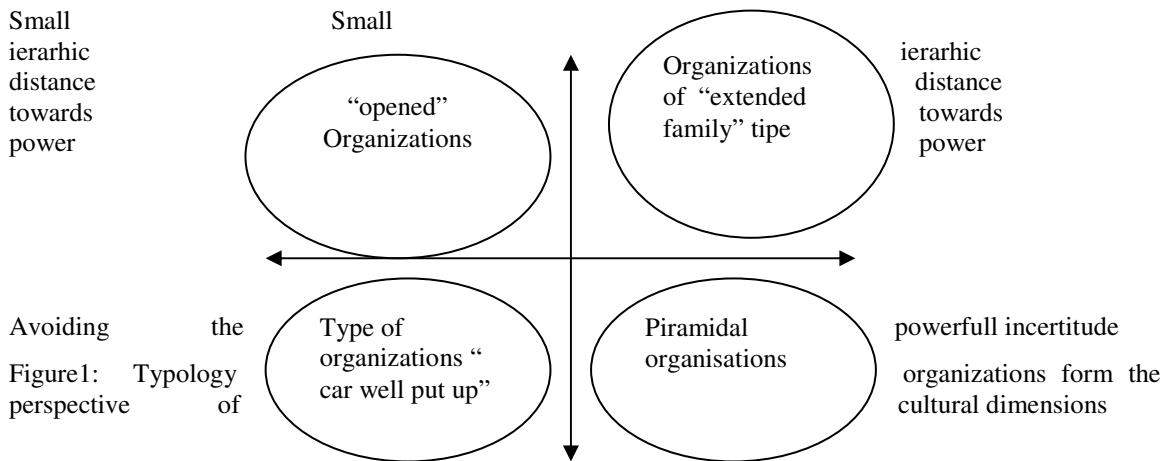 Small
ierarhic
distance
towards
power
Small
“opened”
Organizations
Organizations
of “extended
family” tipe
ierarhic
distance
towards
power
Avoiding the
Type of
organizations “
car well put up”
Piramidal
organisations
powerfull incertitude
Figure1: Typology
perspective of
organizations form the
cultural dimensions